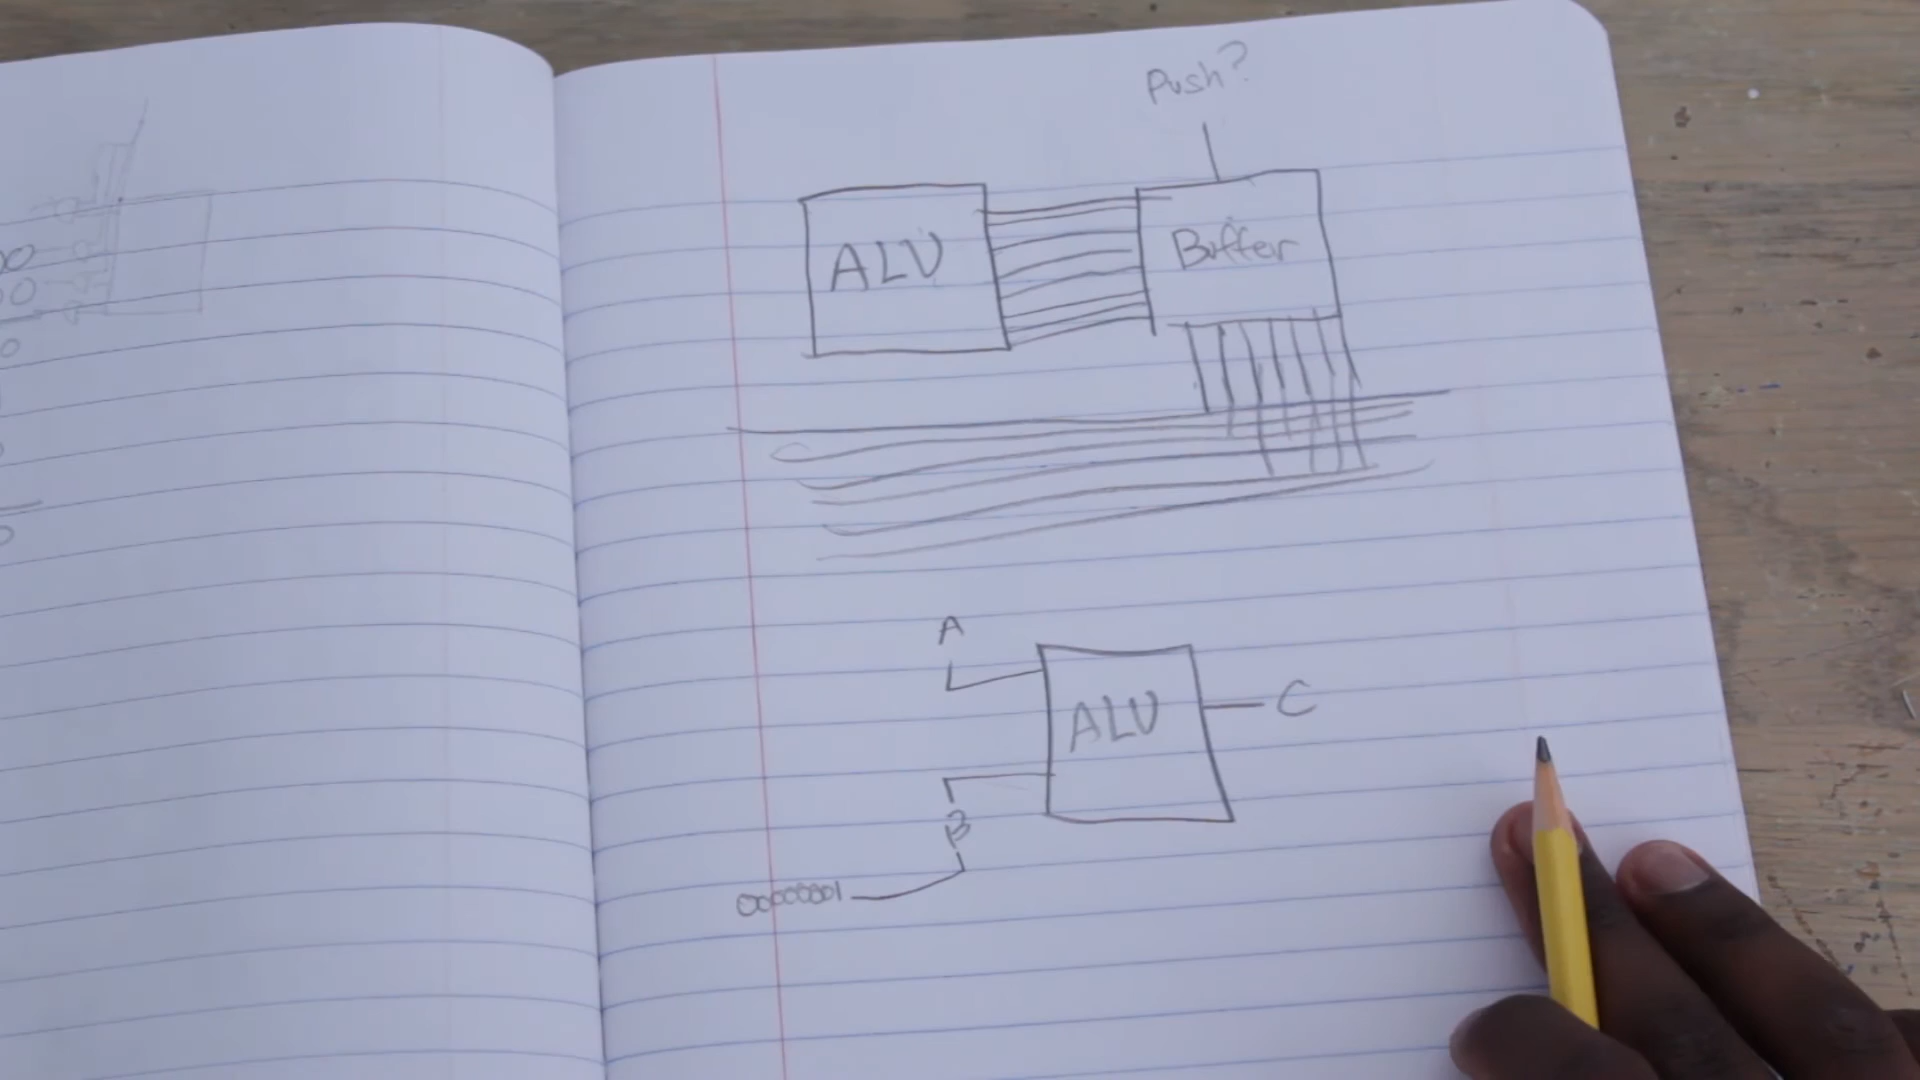 Push?
ALU
Buffer
A
ALU
C
B
00000001